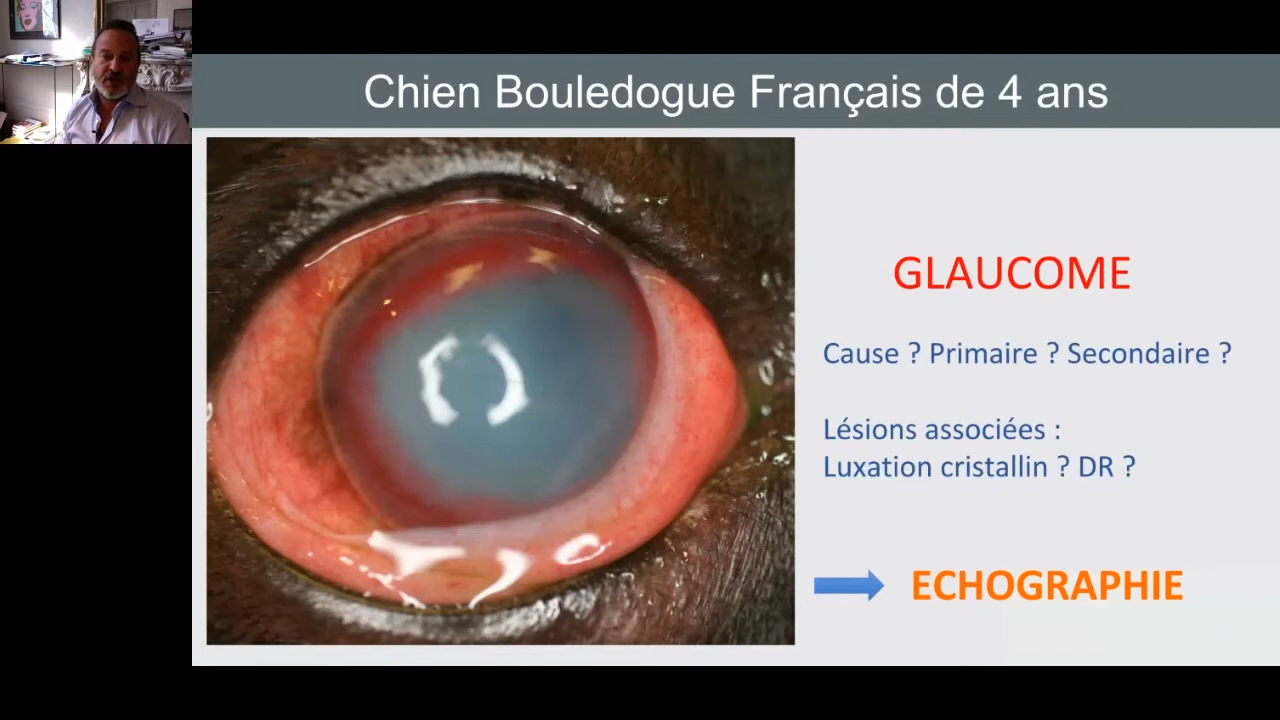 Chien Bouledogue Français de 4 ans
GLAUCOME
Cause ? Primaire ? Secondaire ?
Lésions associées :
Luxation cristallin ? DR ?
ECHOGRAPHIE